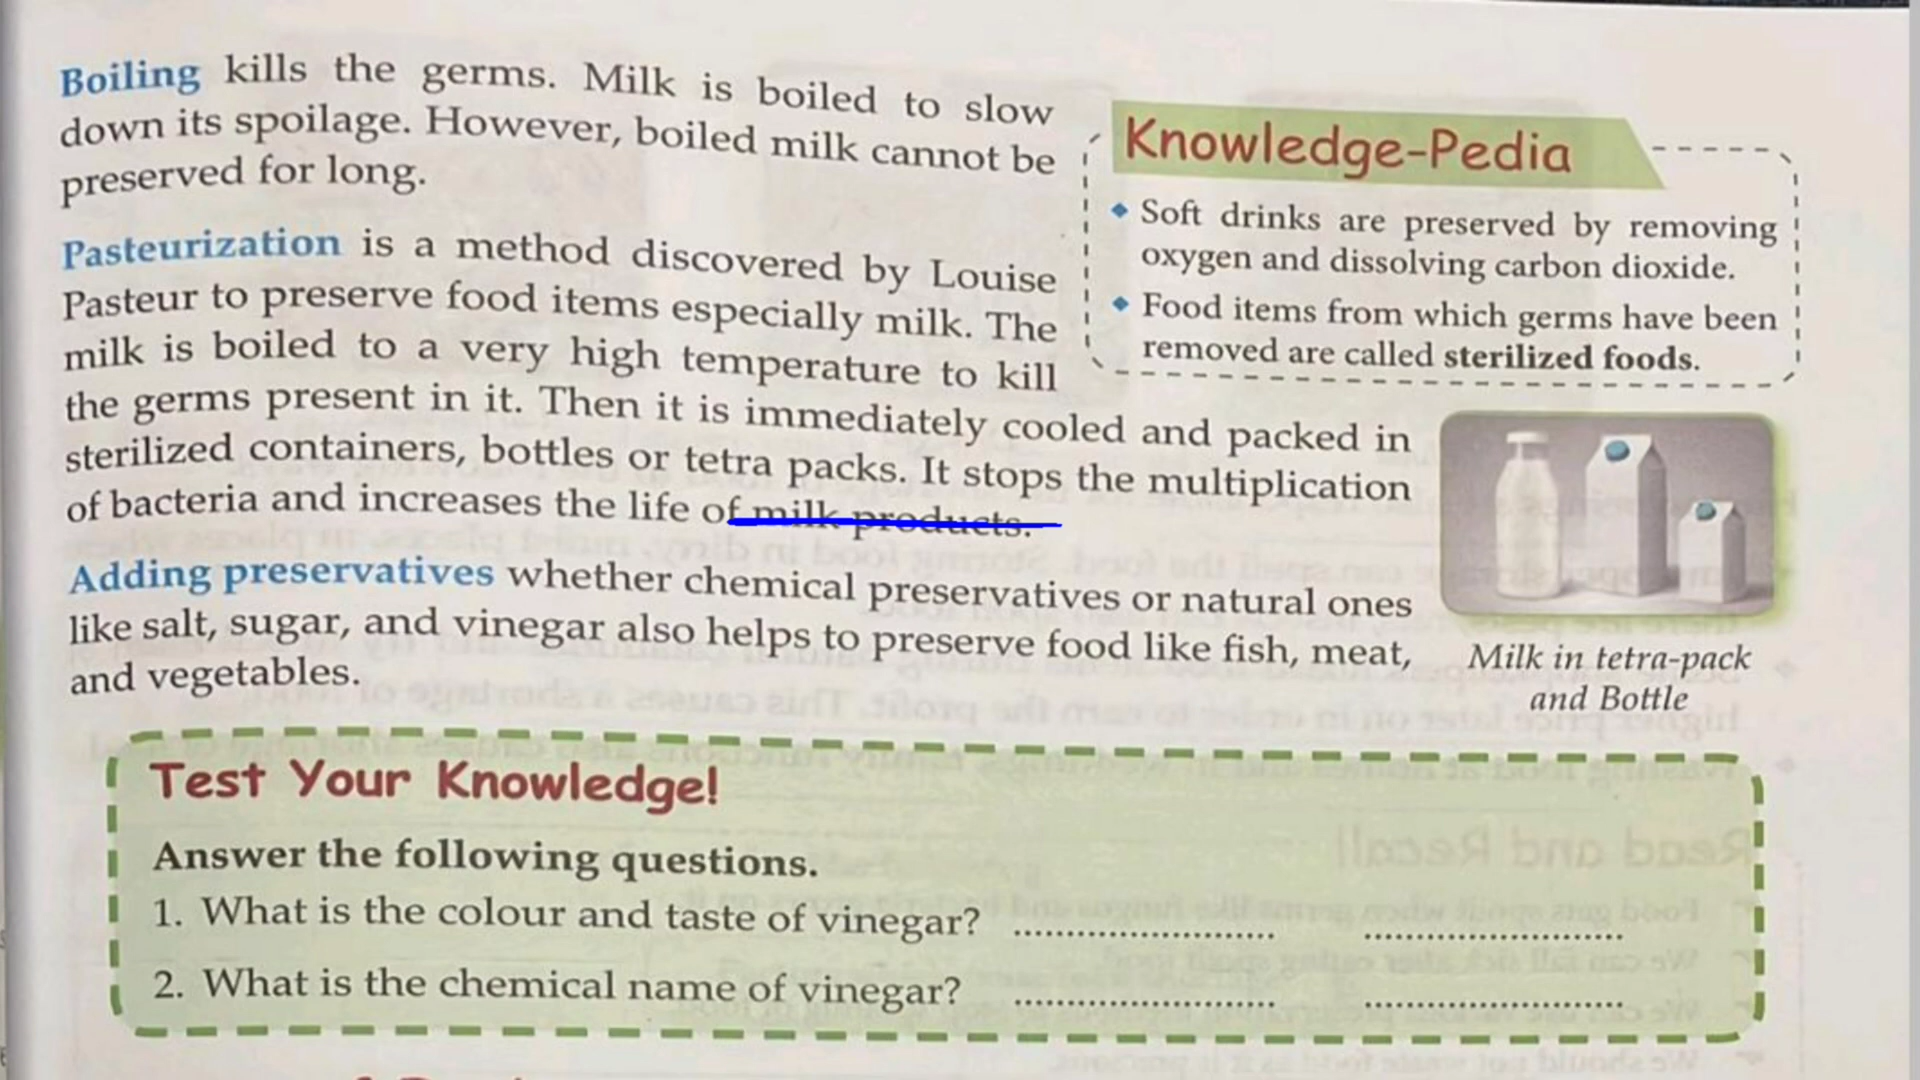 Boiling kills the germs. Milk is boiled to slow
down its spoilage. However, boiled milk cannot be
preserved for long.
Pasteurization is a method discovered by Louise
Pasteur to preserve food items especially milk. The
milk is boiled to a very high temperature to kill
the germs present in it. Then it is immediately cooled and packed in
sterilized containers, bottles or tetra packs. It stops the multiplication
of bacteria and increases the life of milk products.
Adding preservatives whether chemical preservatives or natural ones
like salt, sugar, and vinegar also helps to preserve food like fish, meat,
and vegetables.
Knowledge-Pedia
Soft drinks are preserved by removing
oxygen and dissolving carbon dioxide.
Food items from which germs have been
removed are called sterilized foods.
Milk in tetra-pack
and Bottle
Test Your Knowledge!
Answer the following questions.
1. What is the colour and taste of vinegar? ........................ ........................
2. What is the chemical name of vinegar? ........................ ........................